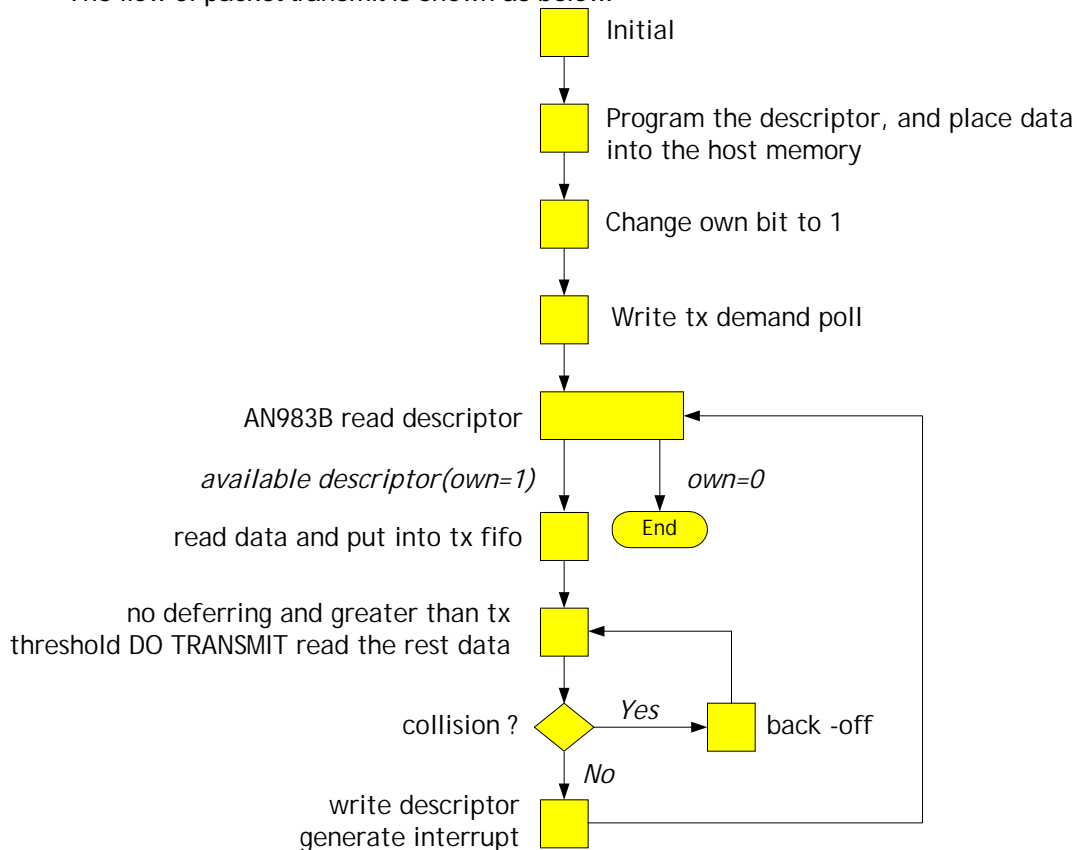 The flow of packet transmit is shown as below.
Initial
Program the descriptor, and place data
into the host memory
Change own bit to 1
Write tx demand poll
AN983B read descriptor
available descriptor(own=1)
own=0
End
read data and put into tx fifo
no deferring and greater than tx
threshold DO TRANSMIT read the rest data
collision ?
Yes
back -off
No
write descriptor
generate interrupt